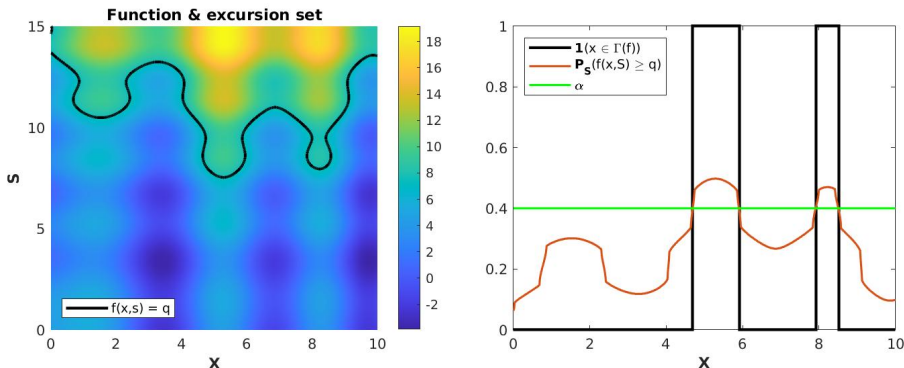 Function & excursion set
15
10
5
0
S
0 2 4 6 8 10
X
f(x,s) = q
18
16
14
12
10
8
6
4
2
0
-2
1
0.8
0.6
0.4
0.2
0
0 2 4 6 8 10
X
1(x ∈ Γ(f))
P_S(f(x,S) ≥ q)
α